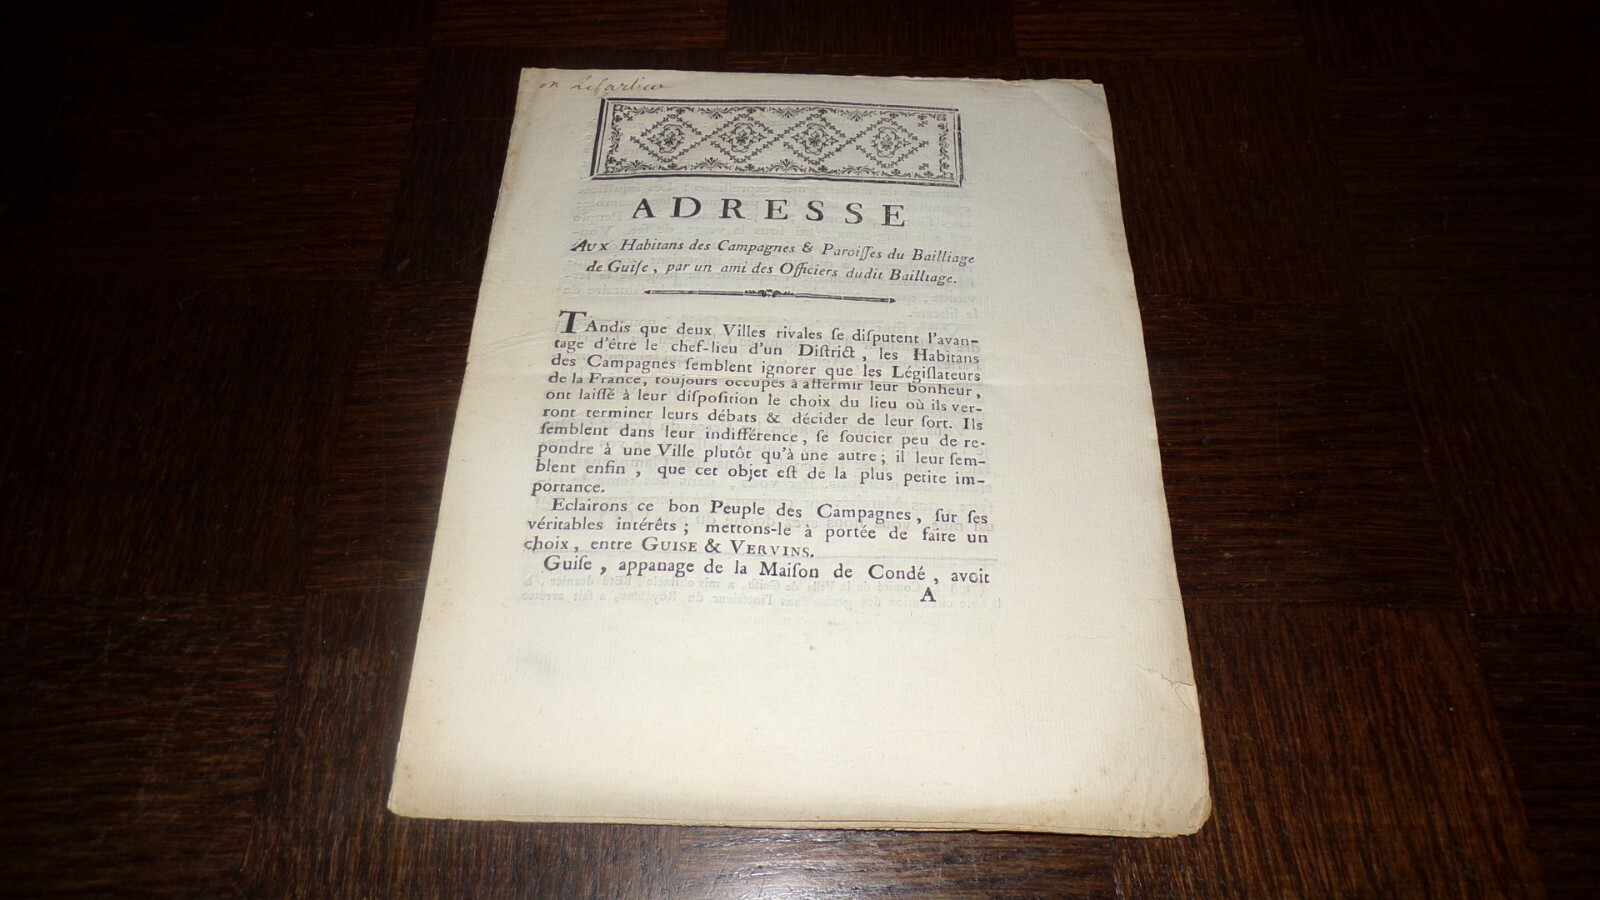 ADRESSE
Aux Habitans des Campagnes & Paroiſſes du Bailliage
de Guiſe, par un ami des Officiers dudit Bailliage.
TAndis que deux Villes rivales ſe diſputent l'avan-
tage d'être le chef-lieu d'un Diſtrict, les Habitans
des Campagnes ſemblent ignorer que les Légiſlateurs
de la France, toujours occupés à affermir leur bonheur,
ont laiſſé à leur diſpoſition le choix du lieu où ils ver-
ront terminer leurs débats & décider de leur ſort. Ils
ſemblent dans leur indifférence, ſe ſoucier peu de re-
pondre à une Ville plutôt qu'à une autre; il leur ſem-
blent enfin, que cet objet eſt de la plus petite im-
portance.
Eclairons ce bon Peuple des Campagnes, ſur ſes
véritables intérêts; mettons-le à portée de faire un
choix, entre GUISE & VERVINS.
Guiſe, appanage de la Maiſon de Condé, avoit
A